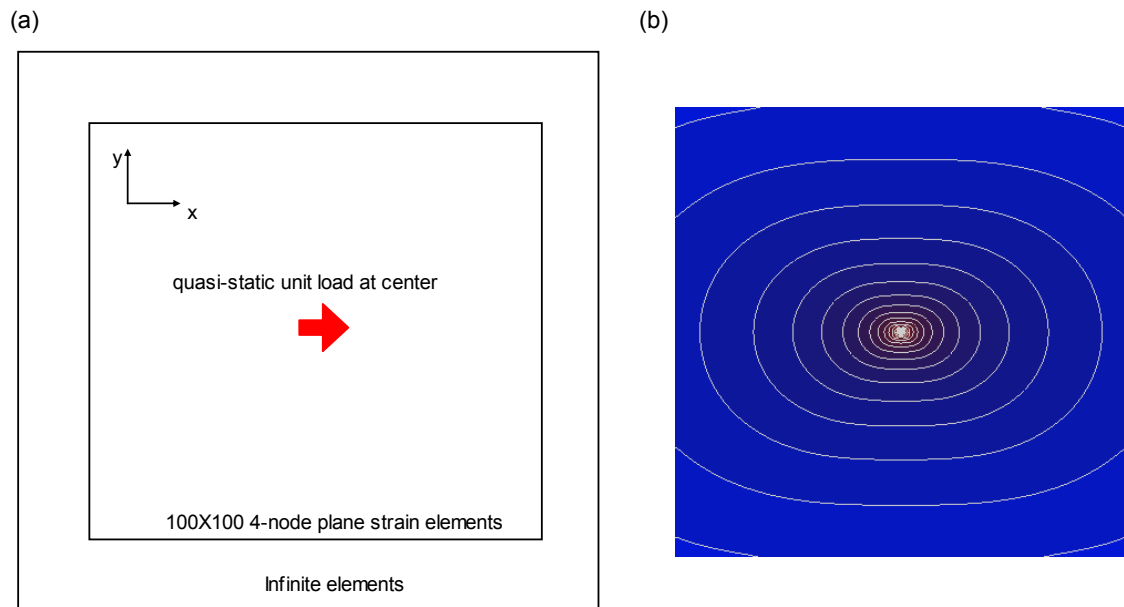 (a)
(b)
y
x
quasi-static unit load at center
100X100 4-node plane strain elements
Infinite elements